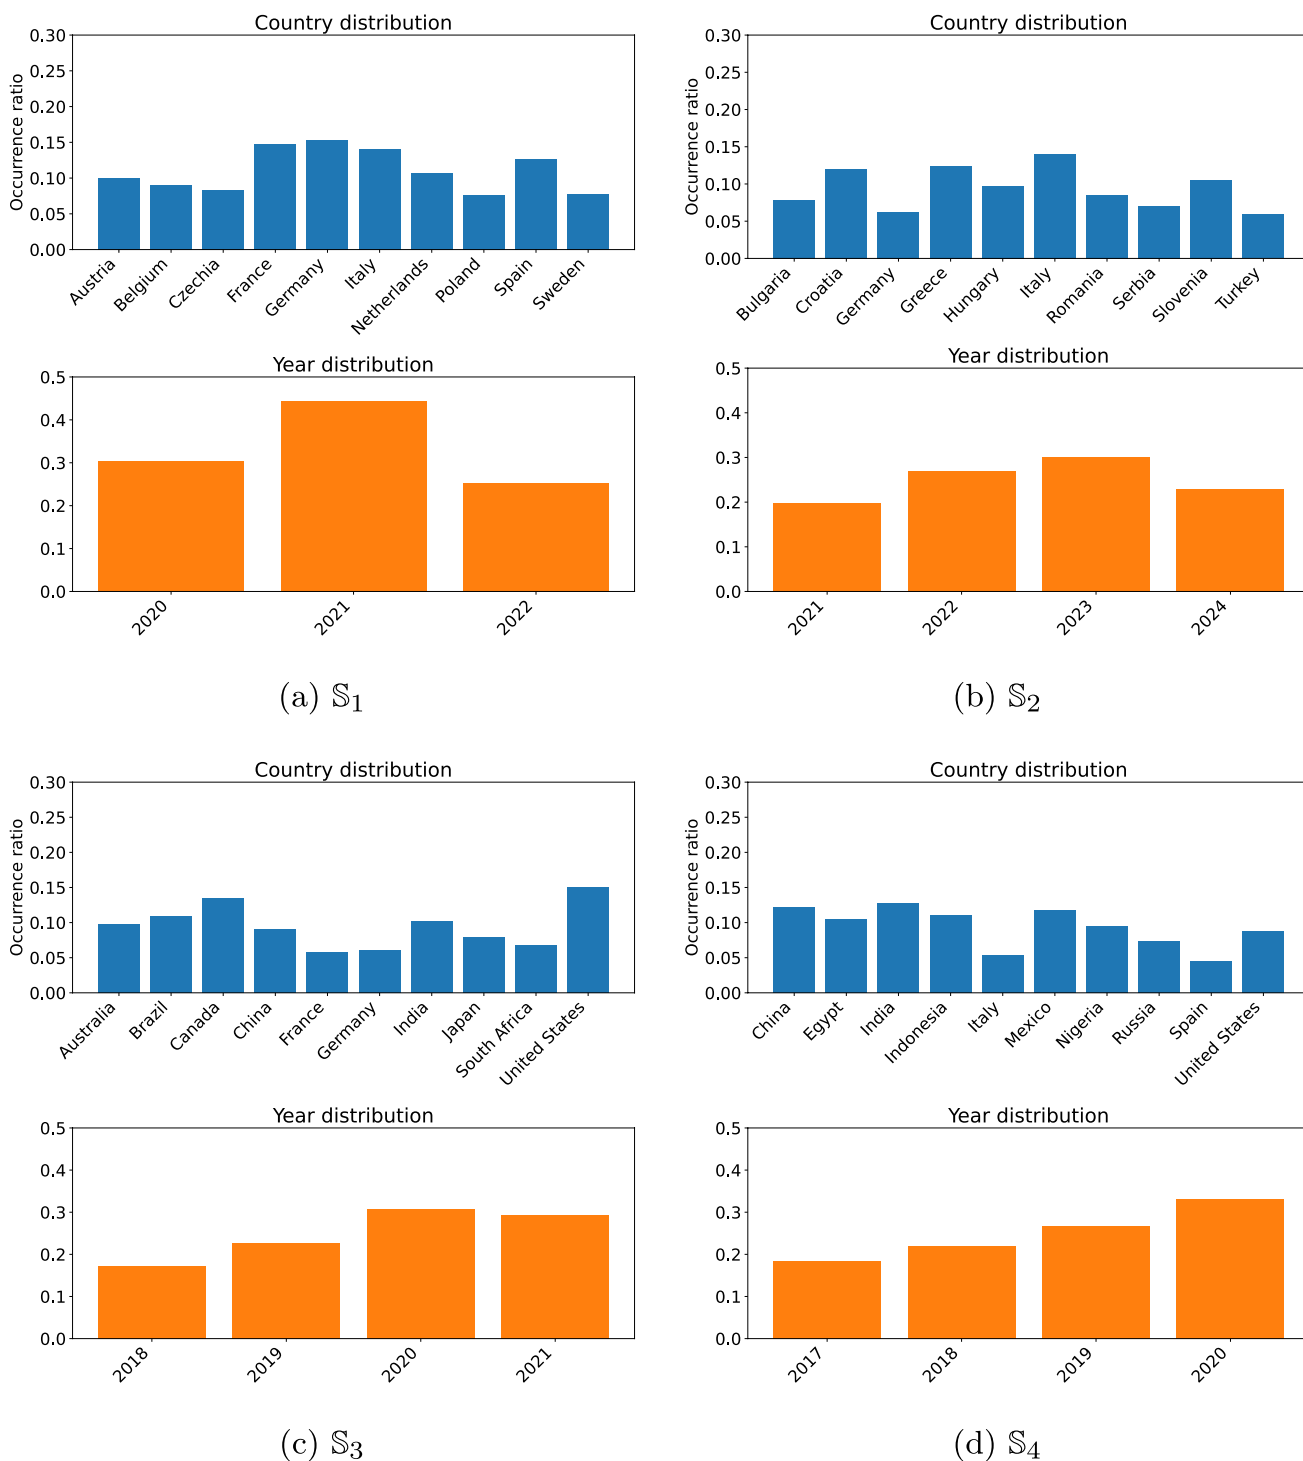 Country distribution
Occurrence ratio
0.30
0.25
0.20
0.15
0.10
0.05
0.00
Austria Belgium Czechia France Germany Italy Netherlands Poland Spain Sweden
Year distribution
0.5
0.4
0.3
0.2
0.1
0.0
2020 2021 2022
(a) 𝕊1
Country distribution
Occurrence ratio
0.30
0.25
0.20
0.15
0.10
0.05
0.00
Bulgaria Croatia Germany Greece Hungary Italy Romania Serbia Slovenia Turkey
Year distribution
0.5
0.4
0.3
0.2
0.1
0.0
2021 2022 2023 2024
(b) 𝕊2
Country distribution
Occurrence ratio
0.30
0.25
0.20
0.15
0.10
0.05
0.00
Australia Brazil Canada China France Germany India Japan South Africa United States
Year distribution
0.5
0.4
0.3
0.2
0.1
0.0
2018 2019 2020 2021
(c) 𝕊3
Country distribution
Occurrence ratio
0.30
0.25
0.20
0.15
0.10
0.05
0.00
China Egypt India Indonesia Italy Mexico Nigeria Russia Spain United States
Year distribution
0.5
0.4
0.3
0.2
0.1
0.0
2017 2018 2019 2020
(d) 𝕊4